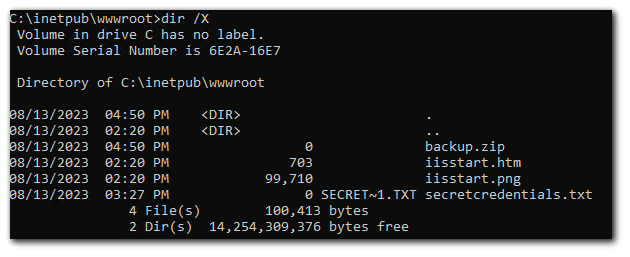 C:\inetpub\wwwroot>dir /X
Volume in drive C has no label.
Volume Serial Number is 6E2A-16E7
Directory of C:\inetpub\wwwroot
08/13/2023  04:50 PM    <DIR>                       .
08/13/2023  02:20 PM    <DIR>                       ..
08/13/2023  04:50 PM                 0              backup.zip
08/13/2023  02:20 PM               703              iisstart.htm
08/13/2023  02:20 PM            99,710              iisstart.png
08/13/2023  03:27 PM                 0 SECRET~1.TXT secretcredentials.txt
4 File(s)        100,413 bytes
2 Dir(s)  14,254,309,376 bytes free